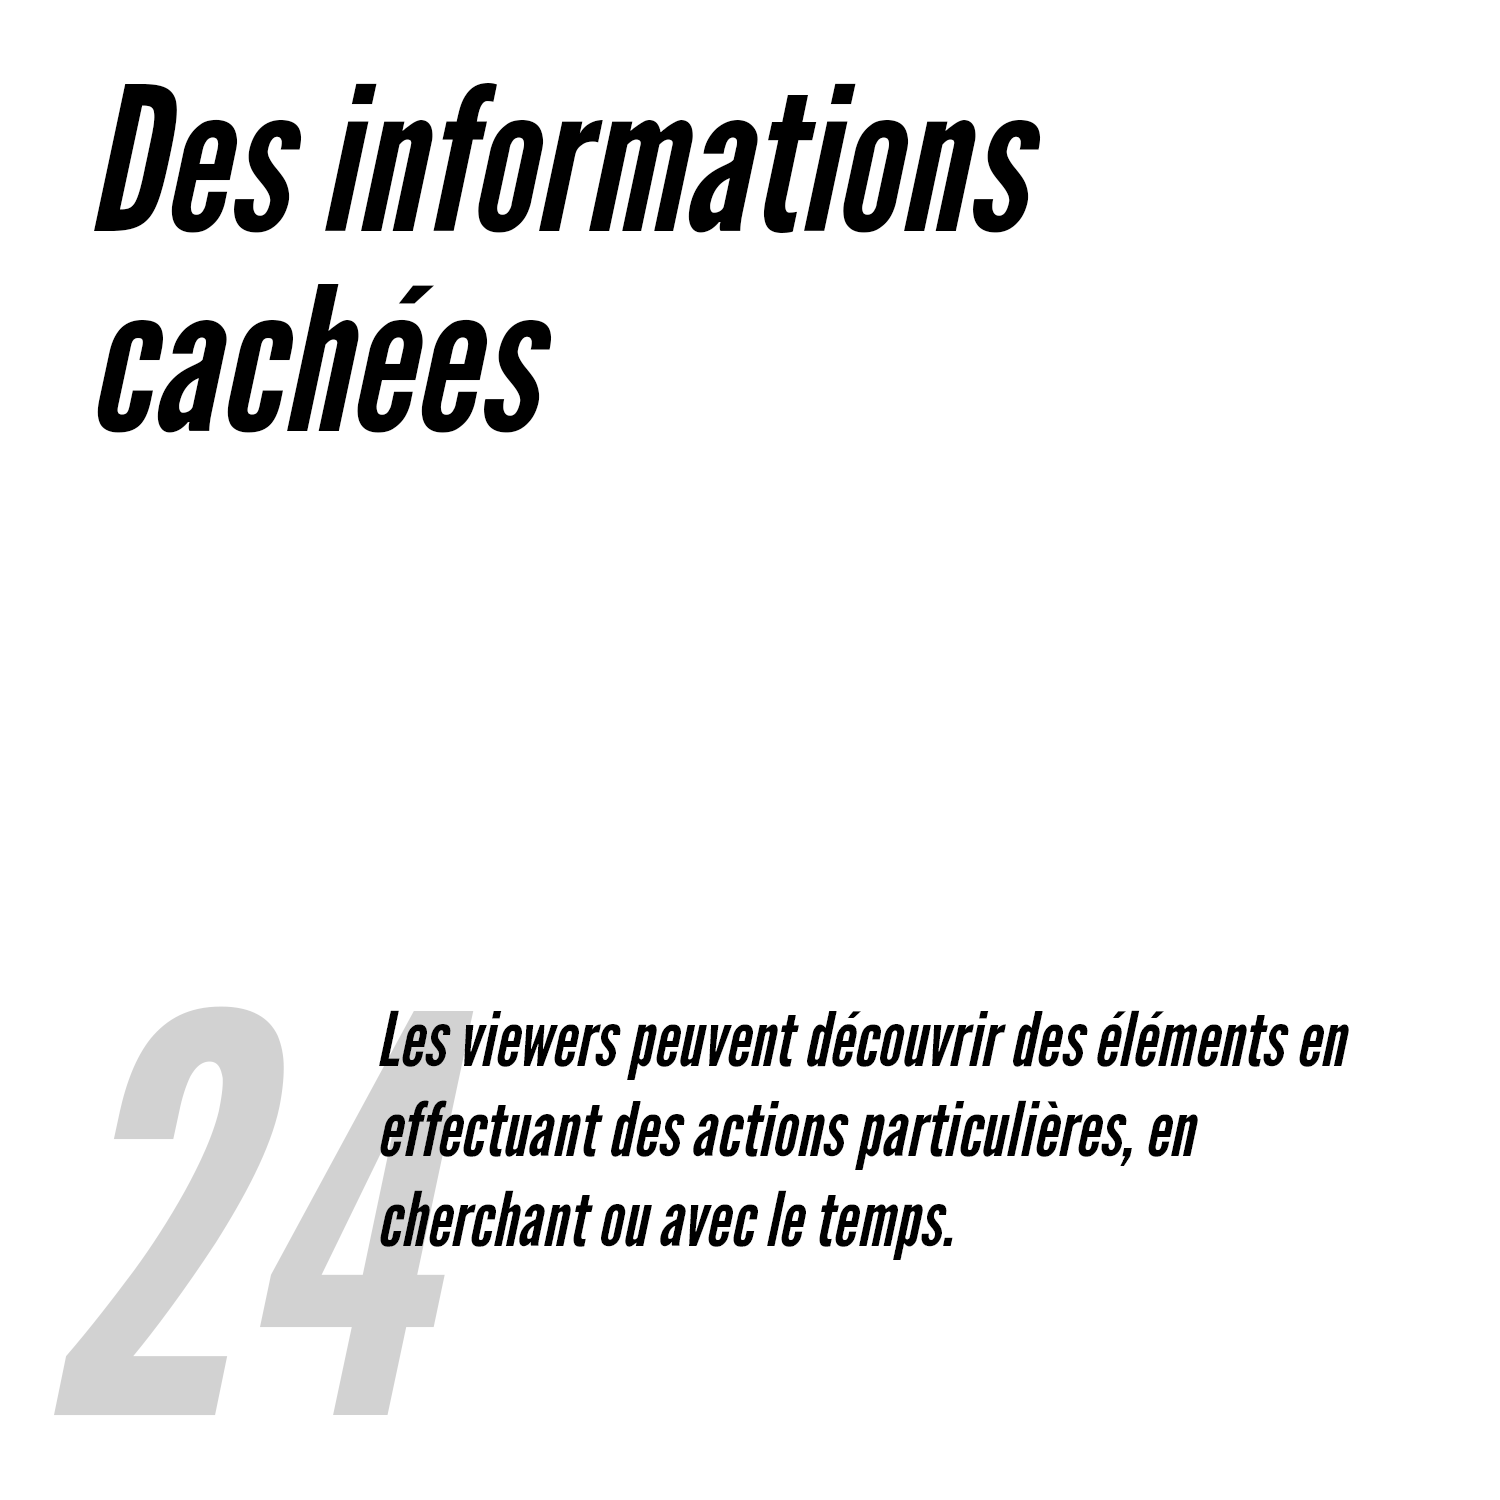 Des informations
cachées
24
Les viewers peuvent découvrir des éléments en
effectuant des actions particulières, en
cherchant ou avec le temps.